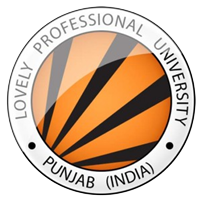 LOVELY PROFESSIONAL UNIVERSITY
• PUNJAB (INDIA) •